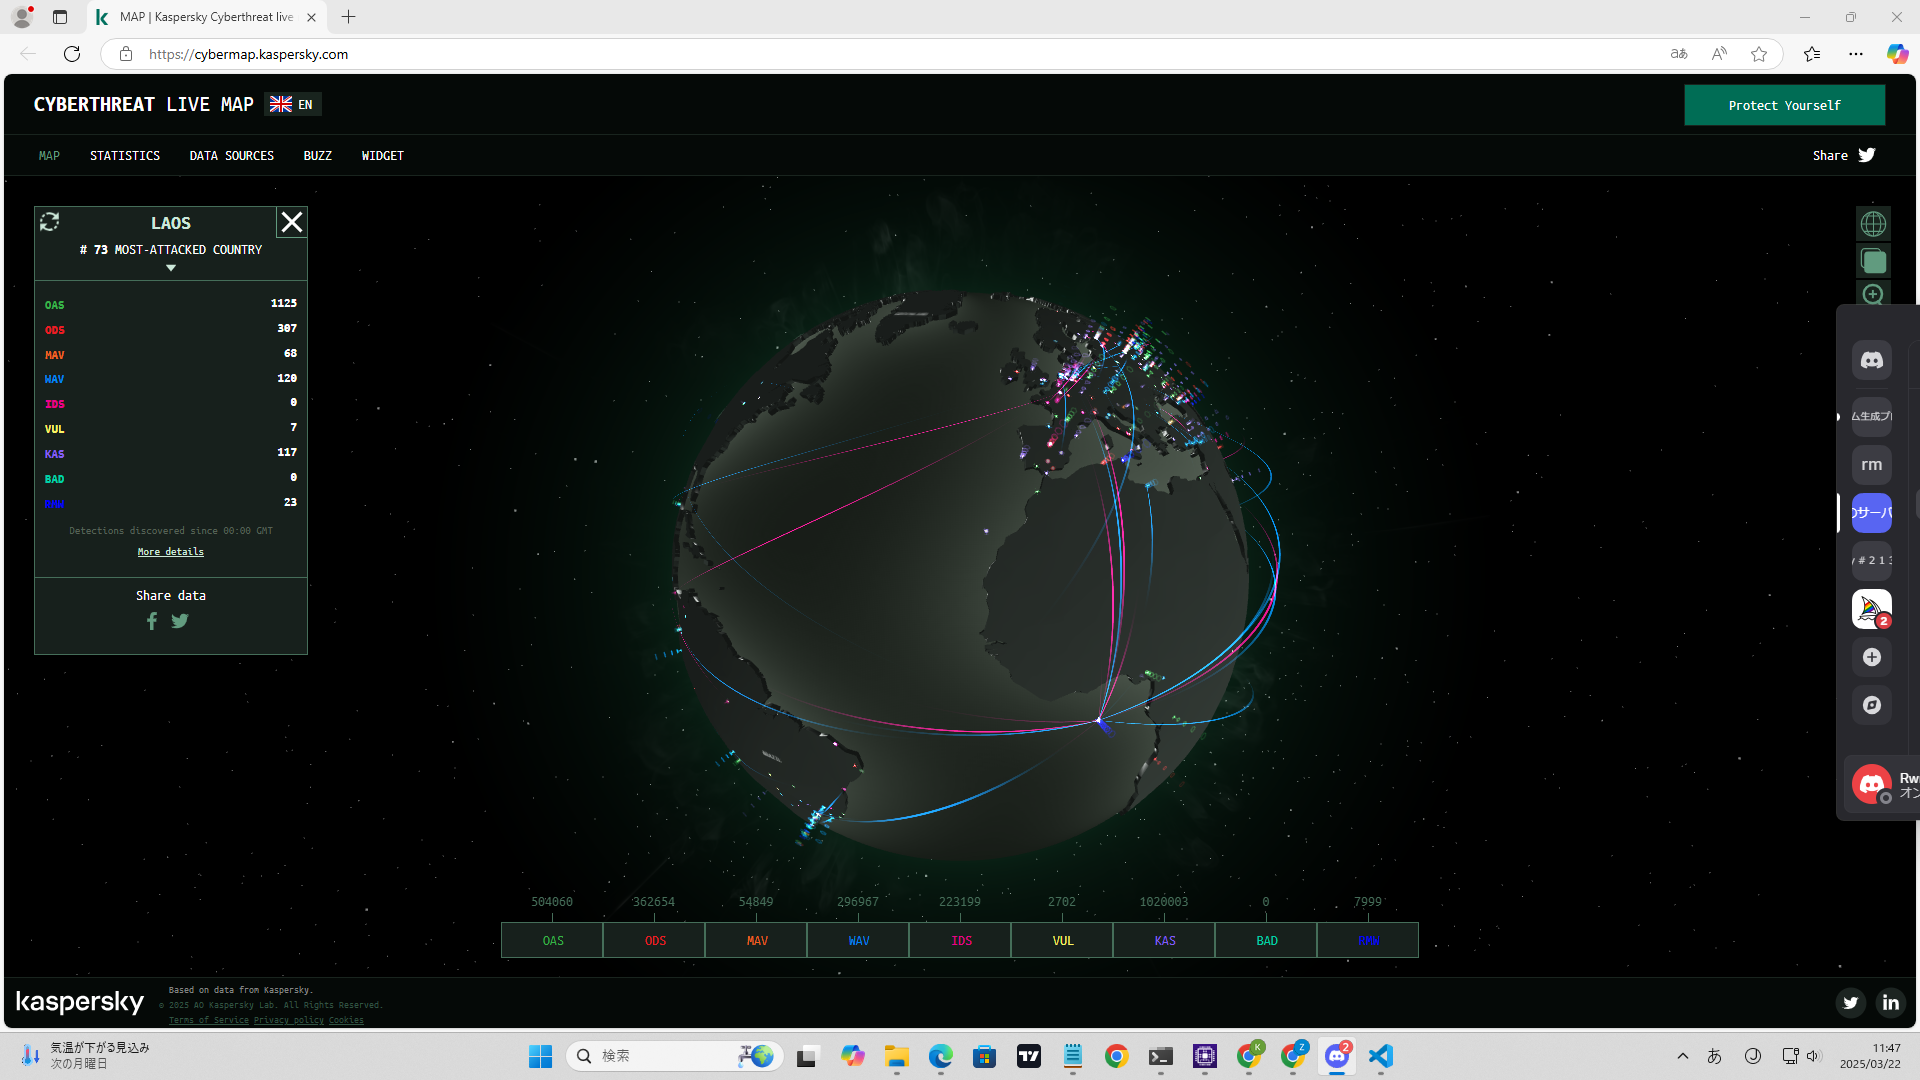 MAP | Kaspersky Cyberthreat live
https://cybermap.kaspersky.com
CYBERTHREAT LIVE MAP EN
Protect Yourself
MAP STATISTICS DATA SOURCES BUZZ WIDGET
Share
LAOS
# 73 MOST-ATTACKED COUNTRY
OAS 1125
ODS 307
MAV 68
WAV 120
IDS 0
VUL 7
KAS 117
BAD 0
RMW 23
Detections discovered since 00:00 GMT
More details
Share data
ム生成プ
rm
のサーバ
y # 2 1 3
2
Rw
オン
504060 362654 54849 296967 223199 2702 1020003 0 7999
OAS ODS MAV WAV IDS VUL KAS BAD RMW
kaspersky
Based on data from Kaspersky.
© 2025 AO Kaspersky Lab. All Rights Reserved.
Terms of Service Privacy policy Cookies
気温が下がる見込み
次の月曜日
検索
K
Z
2
あ
11:47
2025/03/22